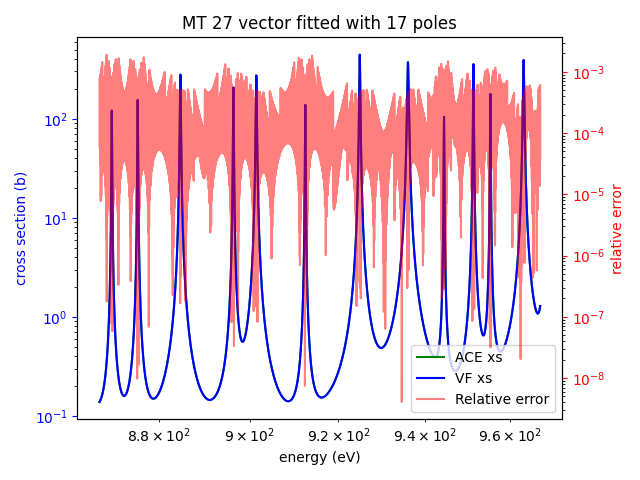 MT 27 vector fitted with 17 poles
cross section (b)
10²
10¹
10⁰
10⁻¹
10⁻³
10⁻⁴
10⁻⁵
10⁻⁶
10⁻⁷
10⁻⁸
relative error
ACE xs
VF xs
Relative error
8.8 × 10² 9 × 10² 9.2 × 10² 9.4 × 10² 9.6 × 10²
energy (eV)